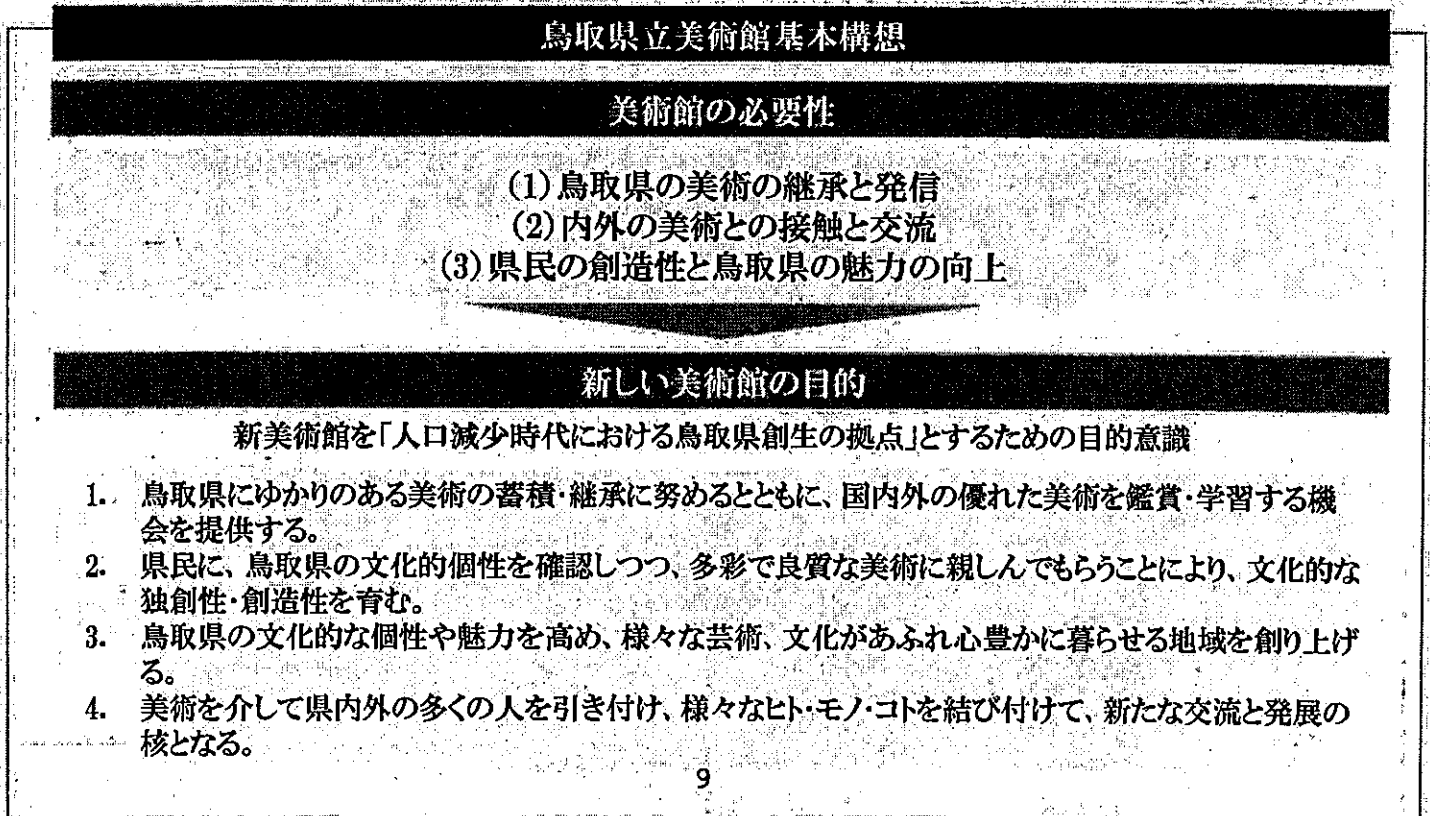 鳥取県立美術館基本構想
美術館の必要性
(1)鳥取県の美術の継承と発信
(2)内外の美術との接触と交流
(3)県民の創造性と鳥取県の魅力の向上
新しい美術館の目的
新美術館を「人口減少時代における鳥取県創生の拠点」とするための目的意識
1. 鳥取県にゆかりのある美術の蓄積・継承に努めるとともに、国内外の優れた美術を鑑賞・学習する機
会を提供する。
2. 県民に、鳥取県の文化的個性を確認しつつ、多彩で良質な美術に親しんでもらうことにより、文化的な
独創性・創造性を育む。
3. 鳥取県の文化的な個性や魅力を高め、様々な芸術、文化があふれ心豊かに暮らせる地域を創り上げ
る。
4. 美術を介して県内外の多くの人を引き付け、様々なヒト・モノ・コトを結び付けて、新たな交流と発展の
核となる。
9